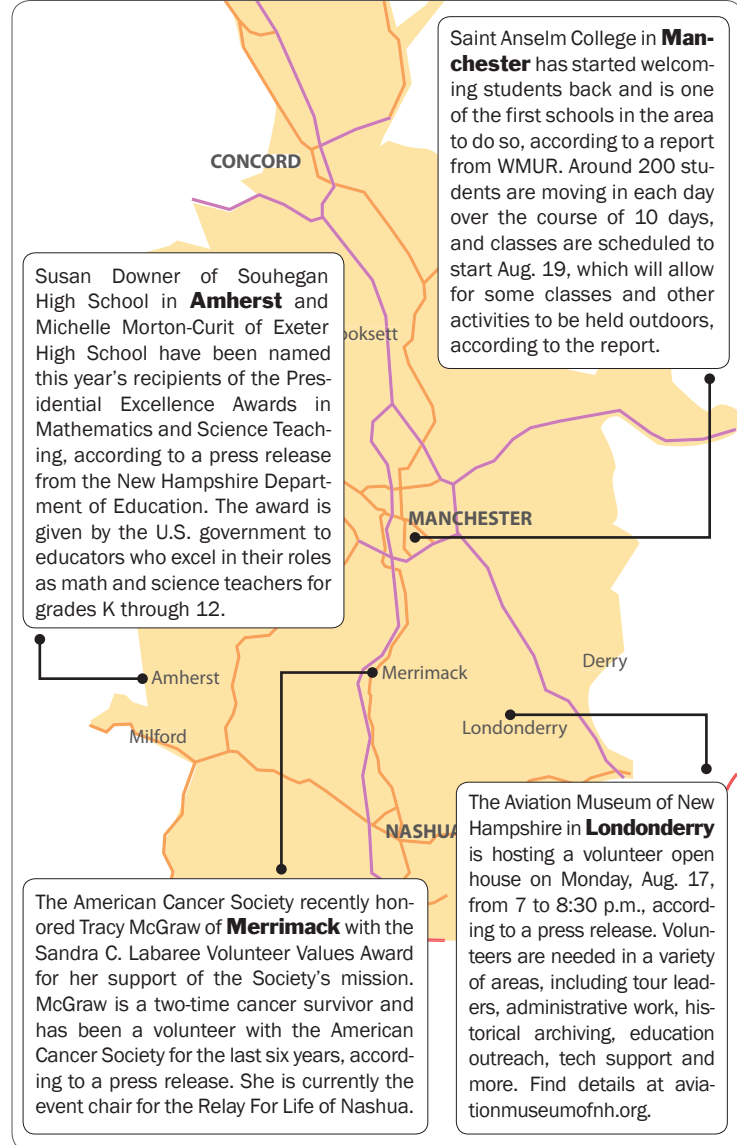 Saint Anselm College in Man-
chester has started welcom-
ing students back and is one
of the first schools in the area
to do so, according to a report
from WMUR. Around 200 stu-
dents are moving in each day
over the course of 10 days,
and classes are scheduled to
start Aug. 19, which will allow
for some classes and other
activities to be held outdoors,
according to the report.
CONCORD
Susan Downer of Souhegan
High School in Amherst and
Michelle Morton-Curit of Exeter
High School have been named
this year’s recipients of the Pres-
idential Excellence Awards in
Mathematics and Science Teach-
ing, according to a press release
from the New Hampshire Depart-
ment of Education. The award is
given by the U.S. government to
educators who excel in their roles
as math and science teachers for
grades K through 12.
ooksett
MANCHESTER
Amherst
Merrimack
Derry
Milford
Londonderry
NASHUA
The American Cancer Society recently hon-
ored Tracy McGraw of Merrimack with the
Sandra C. Labaree Volunteer Values Award
for her support of the Society’s mission.
McGraw is a two-time cancer survivor and
has been a volunteer with the American
Cancer Society for the last six years, accord-
ing to a press release. She is currently the
event chair for the Relay For Life of Nashua.
The Aviation Museum of New
Hampshire in Londonderry
is hosting a volunteer open
house on Monday, Aug. 17,
from 7 to 8:30 p.m., accord-
ing to a press release. Volun-
teers are needed in a variety
of areas, including tour lead-
ers, administrative work, his-
torical archiving, education
outreach, tech support and
more. Find details at avia-
tionmuseumofnh.org.